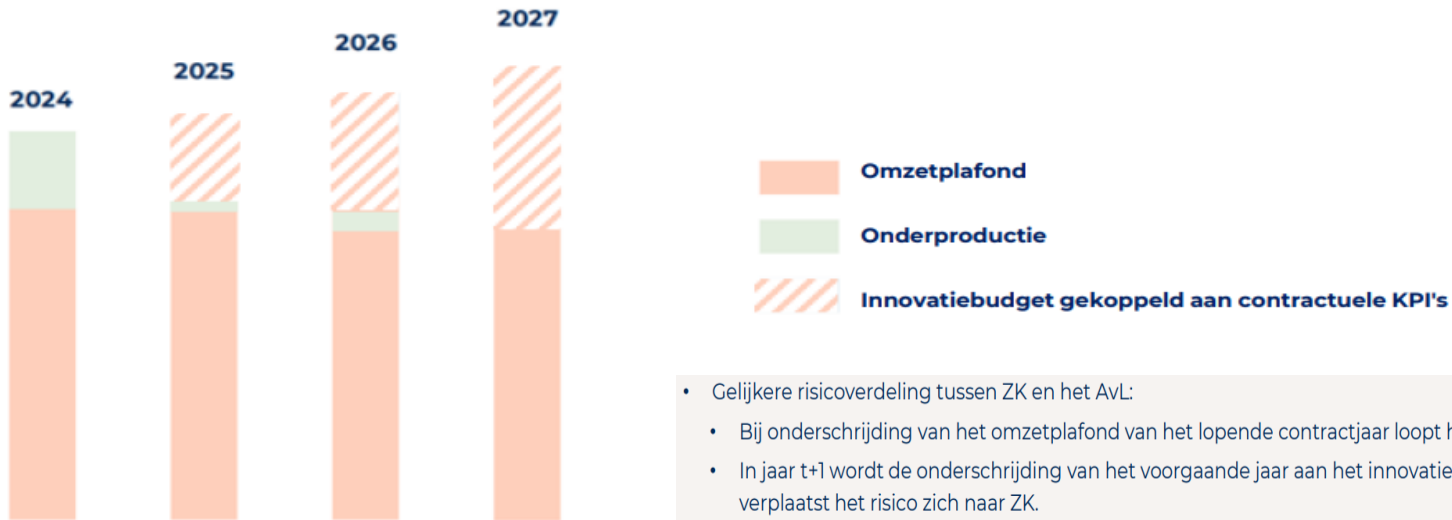 2024
2025
2026
2027
Omzetplafond
Onderproductie
Innovatiebudget gekoppeld aan contractuele KPI's
• Gelijkere risicoverdeling tussen ZK en het AvL:
• Bij onderschrijding van het omzetplafond van het lopende contractjaar loopt
• In jaar t+1 wordt de onderschrijding van het voorgaande jaar aan het innovatie
verplaatst het risico zich naar ZK.